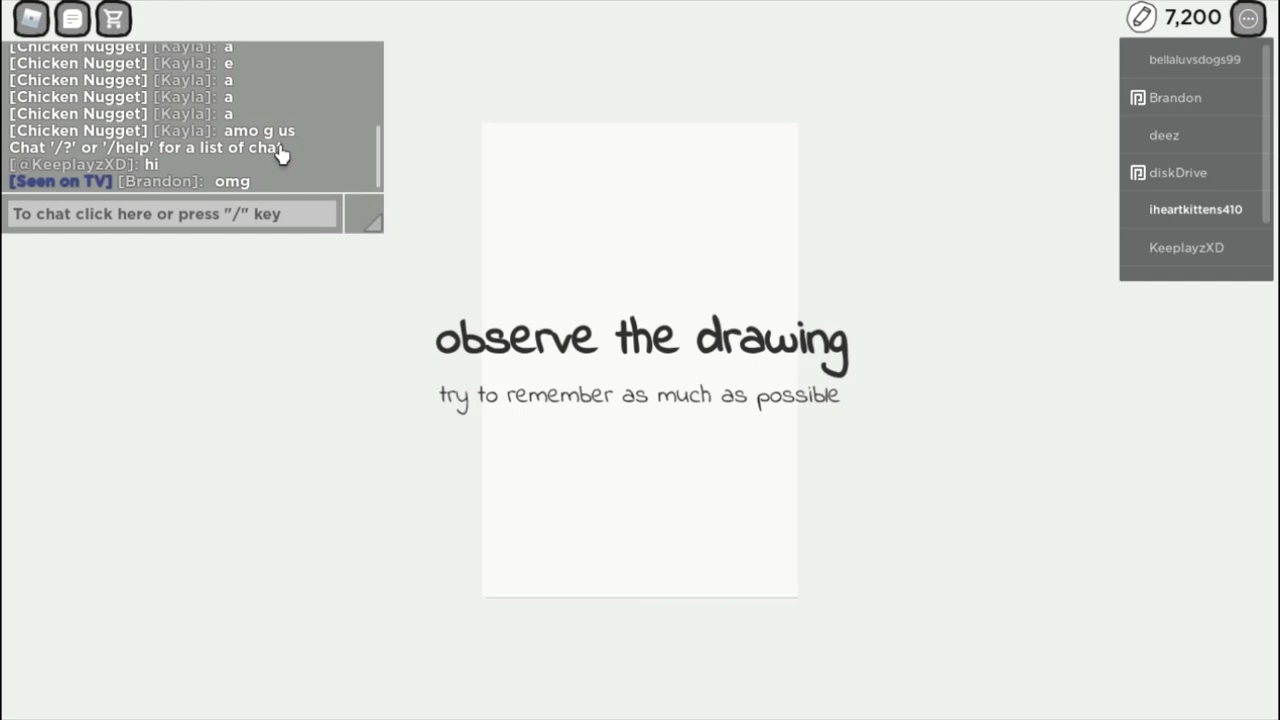 7,200
[Chicken Nugget] [Kayla]: a
[Chicken Nugget] [Kayla]: e
[Chicken Nugget] [Kayla]: a
[Chicken Nugget] [Kayla]: a
[Chicken Nugget] [Kayla]: a
[Chicken Nugget] [Kayla]: amo g us
Chat '/?' or '/help' for a list of chat
[@KeeplayzXD]: hi
[Seen on TV] [Brandon]: omg
To chat click here or press "/" key
bellaluvsdogs99
Brandon
deez
diskDrive
iheartkittens410
KeeplayzXD
observe the drawing
try to remember as much as possible